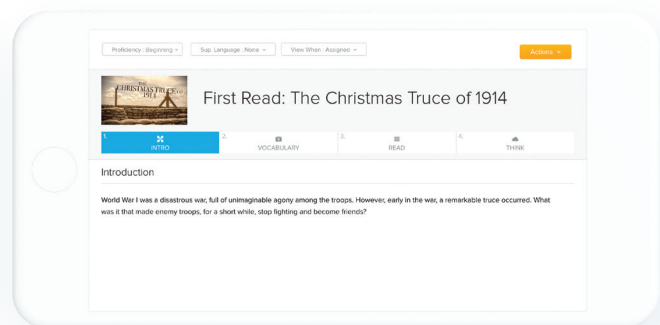 Proficiency : Beginning
Sup. Language : None
View When : Assigned
Actions
THE
CHRISTMAS TRUCE OF
1914
First Read: The Christmas Truce of 1914
1.
INTRO
2.
VOCABULARY
3.
READ
4.
THINK
Introduction
World War I was a disastrous war, full of unimaginable agony among the troops. However, early in the war, a remarkable truce occurred. What
was it that made enemy troops, for a short while, stop fighting and become friends?